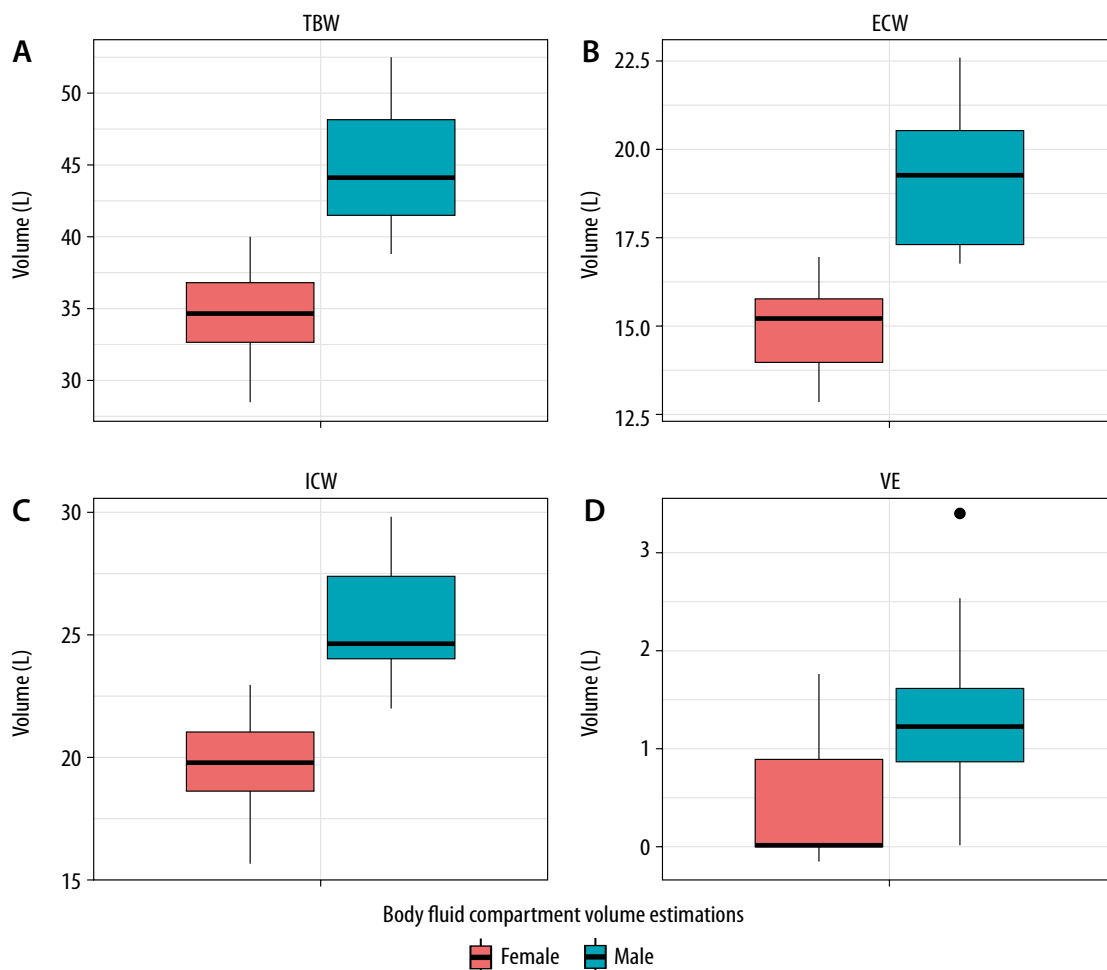 TBW
A
Volume (L)
50
45
40
35
30
ECW
B
Volume (L)
22.5
20.0
17.5
15.0
12.5
ICW
C
Volume (L)
30
25
20
15
VE
D
Volume (L)
3
2
1
0
Body fluid compartment volume estimations
Female Male